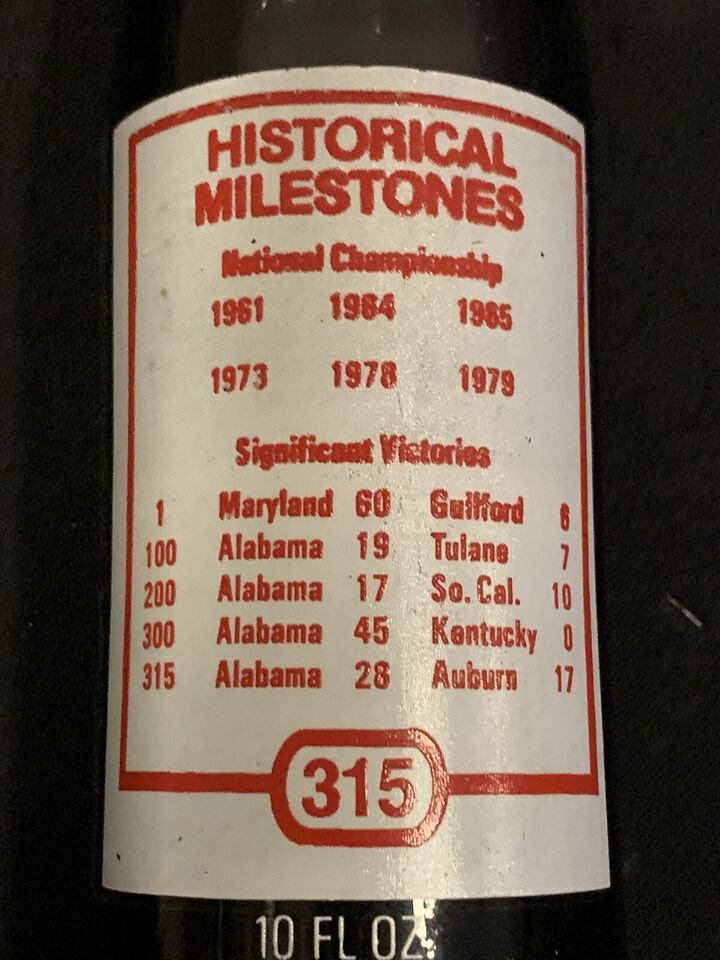 HISTORICAL
MILESTONES
National Championship
1961 1964 1965
1973 1978 1979
Significant Victories
1 Maryland 60 Guilford 6
100 Alabama 19 Tulane 7
200 Alabama 17 So. Cal. 10
300 Alabama 45 Kentucky 0
315 Alabama 28 Auburn 17
315
10 FL OZ.